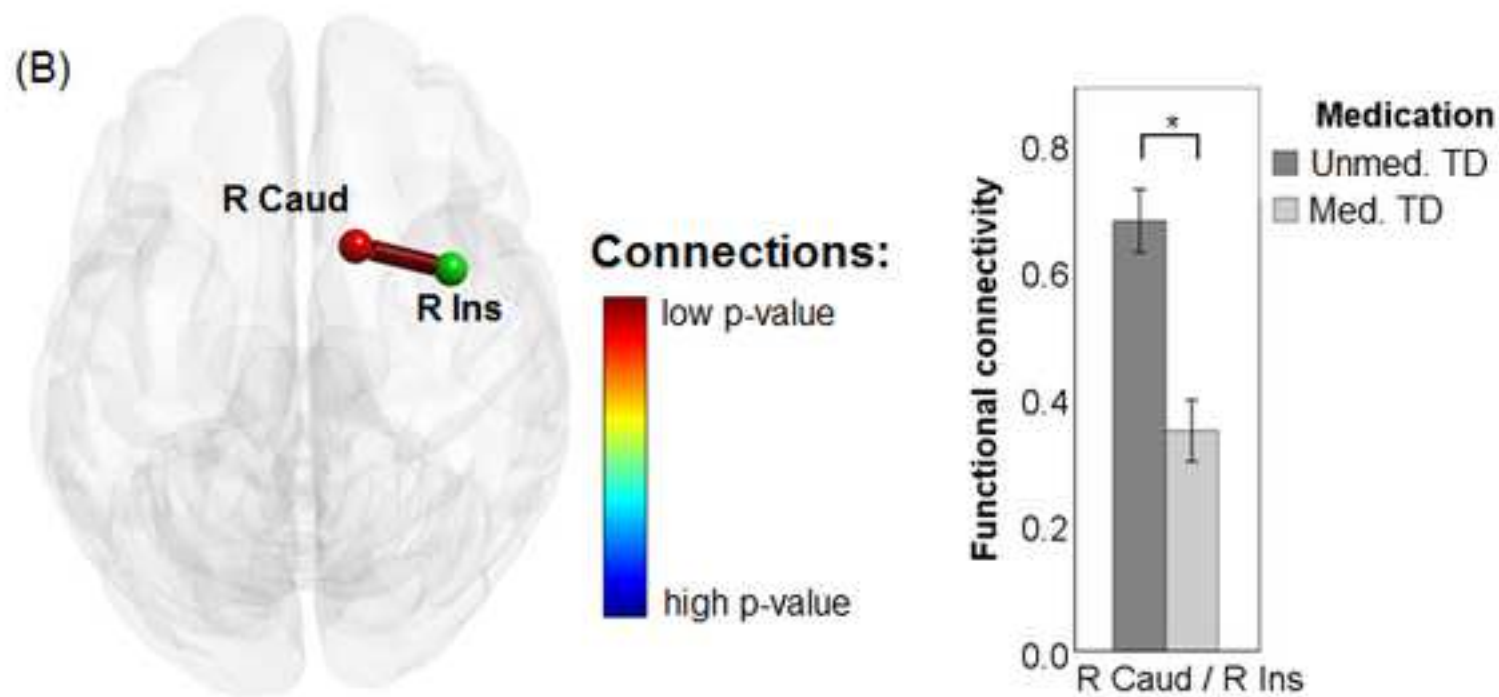 (B)
R Caud
R Ins
Connections:
low p-value
high p-value
Functional connectivity
0.8
0.6
0.4
0.2
0.0
*
R Caud / R Ins
Medication
Unmed. TD
Med. TD